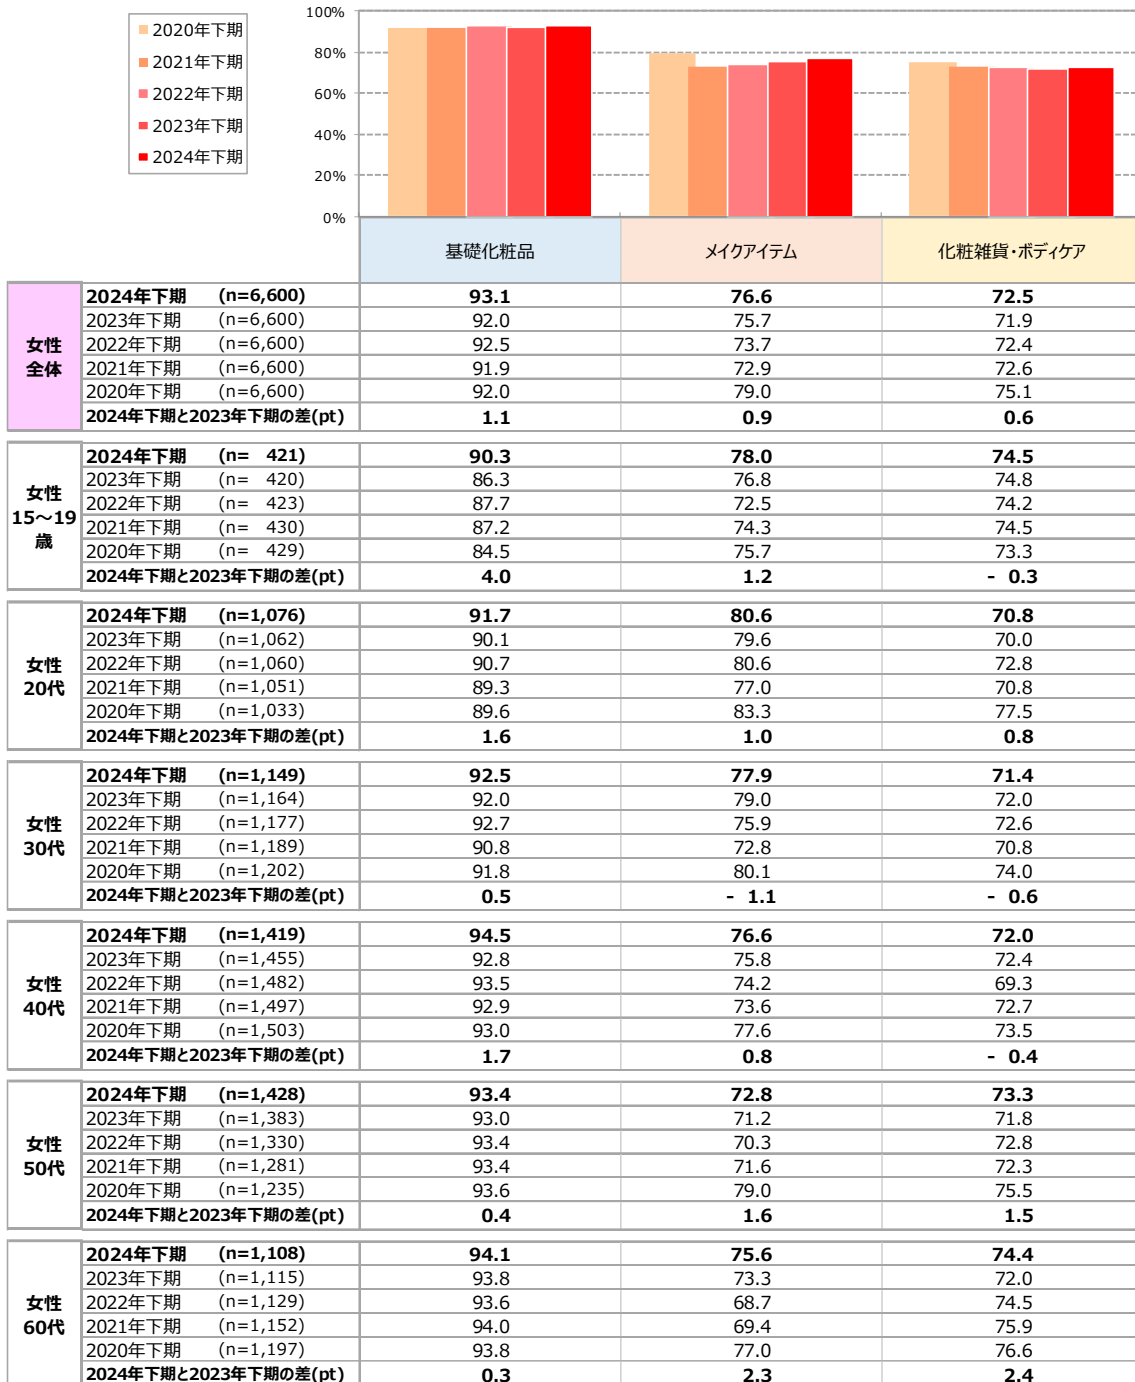 2020年下期
2021年下期
2022年下期
2023年下期
2024年下期
100%
80%
60%
40%
20%
0%
基礎化粧品 メイクアイテム 化粧雑貨・ボディケア
女性全体
2024年下期 (n=6,600) 93.1 76.6 72.5
2023年下期 (n=6,600) 92.0 75.7 71.9
2022年下期 (n=6,600) 92.5 73.7 72.4
2021年下期 (n=6,600) 91.9 72.9 72.6
2020年下期 (n=6,600) 92.0 79.0 75.1
2024年下期と2023年下期の差(pt) 1.1 0.9 0.6
女性15～19歳
2024年下期 (n= 421) 90.3 78.0 74.5
2023年下期 (n= 420) 86.3 76.8 74.8
2022年下期 (n= 423) 87.7 72.5 74.2
2021年下期 (n= 430) 87.2 74.3 74.5
2020年下期 (n= 429) 84.5 75.7 73.3
2024年下期と2023年下期の差(pt) 4.0 1.2 - 0.3
女性20代
2024年下期 (n=1,076) 91.7 80.6 70.8
2023年下期 (n=1,062) 90.1 79.6 70.0
2022年下期 (n=1,060) 90.7 80.6 72.8
2021年下期 (n=1,051) 89.3 77.0 70.8
2020年下期 (n=1,033) 89.6 83.3 77.5
2024年下期と2023年下期の差(pt) 1.6 1.0 0.8
女性30代
2024年下期 (n=1,149) 92.5 77.9 71.4
2023年下期 (n=1,164) 92.0 79.0 72.0
2022年下期 (n=1,177) 92.7 75.9 72.6
2021年下期 (n=1,189) 90.8 72.8 70.8
2020年下期 (n=1,202) 91.8 80.1 74.0
2024年下期と2023年下期の差(pt) 0.5 - 1.1 - 0.6
女性40代
2024年下期 (n=1,419) 94.5 76.6 72.0
2023年下期 (n=1,455) 92.8 75.8 72.4
2022年下期 (n=1,482) 93.5 74.2 69.3
2021年下期 (n=1,497) 92.9 73.6 72.7
2020年下期 (n=1,503) 93.0 77.6 73.5
2024年下期と2023年下期の差(pt) 1.7 0.8 - 0.4
女性50代
2024年下期 (n=1,428) 93.4 72.8 73.3
2023年下期 (n=1,383) 93.0 71.2 71.8
2022年下期 (n=1,330) 93.4 70.3 72.8
2021年下期 (n=1,281) 93.4 71.6 72.3
2020年下期 (n=1,235) 93.6 79.0 75.5
2024年下期と2023年下期の差(pt) 0.4 1.6 1.5
女性60代
2024年下期 (n=1,108) 94.1 75.6 74.4
2023年下期 (n=1,115) 93.8 73.3 72.0
2022年下期 (n=1,129) 93.6 68.7 74.5
2021年下期 (n=1,152) 94.0 69.4 75.9
2020年下期 (n=1,197) 93.8 77.0 76.6
2024年下期と2023年下期の差(pt) 0.3 2.3 2.4